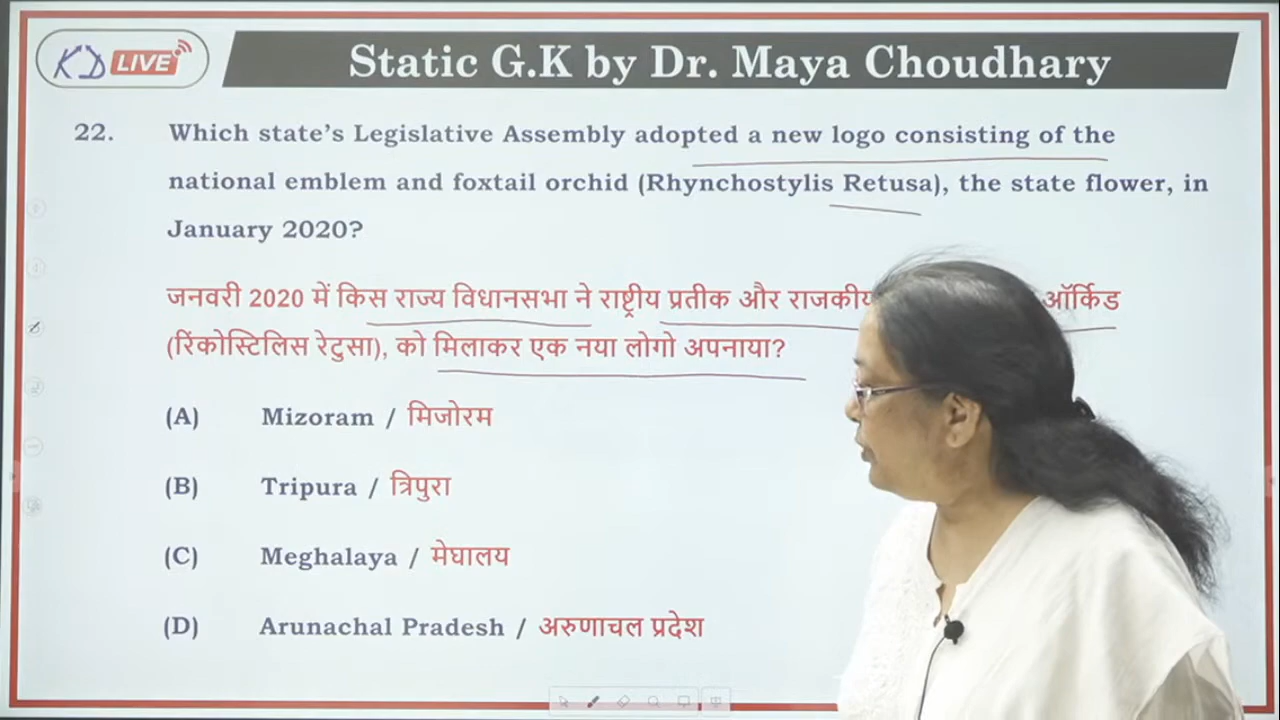 KD LIVE
Static G.K by Dr. Maya Choudhary
22. Which state's Legislative Assembly adopted a new logo consisting of the
national emblem and foxtail orchid (Rhynchostylis Retusa), the state flower, in
January 2020?
जनवरी 2020 में किस राज्य विधानसभा ने राष्ट्रीय प्रतीक और राजकीय ऑर्किड
(रिंकोस्टिलिस रेटुसा), को मिलाकर एक नया लोगो अपनाया?
(A) Mizoram / मिजोरम
(B) Tripura / त्रिपुरा
(C) Meghalaya / मेघालय
(D) Arunachal Pradesh / अरुणाचल प्रदेश